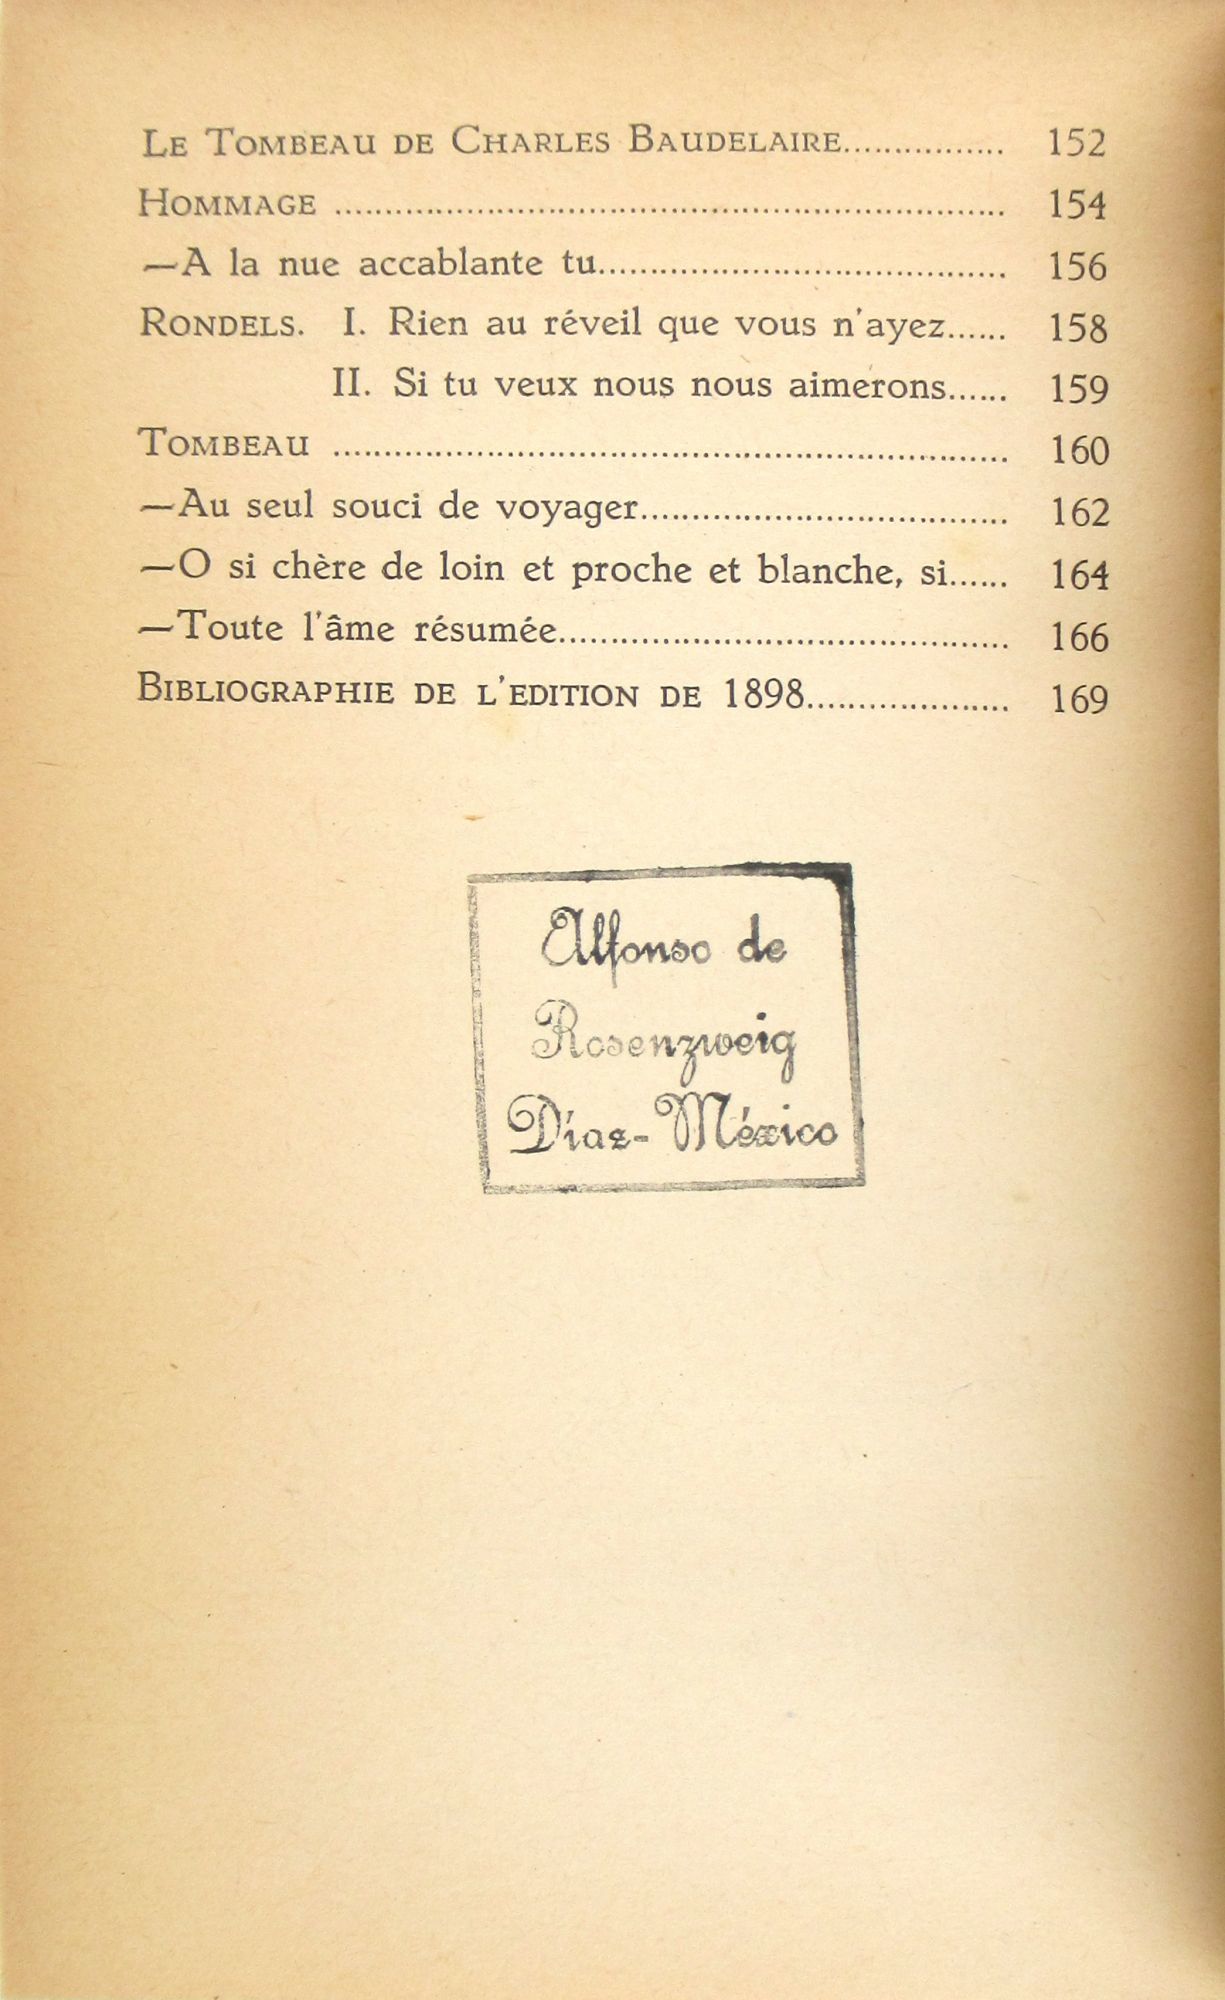 LE TOMBEAU DE CHARLES BAUDELAIRE................ 152
HOMMAGE .................................................................. 154
—A la nue accablante tu........................................ 156
RONDELS. I. Rien au réveil que vous n'ayez...... 158
II. Si tu veux nous nous aimerons...... 159
TOMBEAU .................................................................. 160
—Au seul souci de voyager.................................... 162
—O si chère de loin et proche et blanche, si...... 164
—Toute l'âme résumée............................................ 166
BIBLIOGRAPHIE DE L'EDITION DE 1898.................... 169
Alfonso de
Rosenzweig
Díaz-México